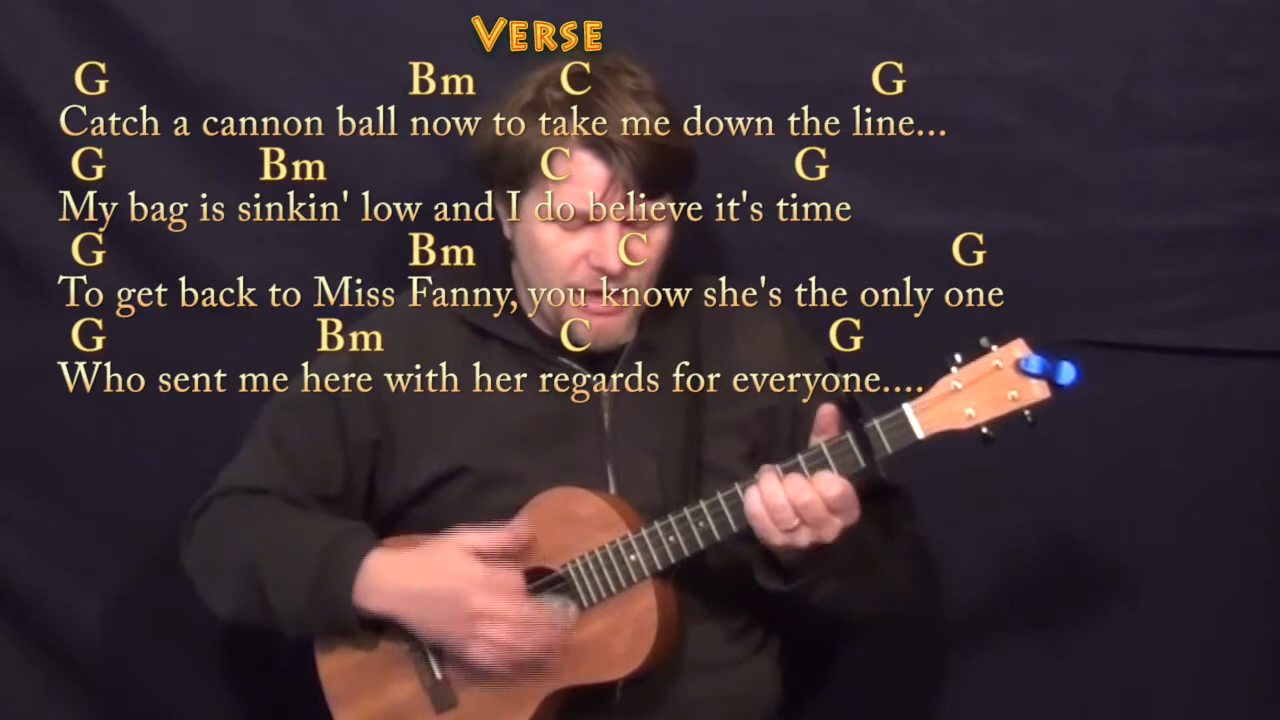 VERSE
G Bm C G
Catch a cannon ball now to take me down the line...
G Bm C G
My bag is sinkin' low and I do believe it's time
G Bm C G
To get back to Miss Fanny, you know she's the only one
G Bm C G
Who sent me here with her regards for everyone....